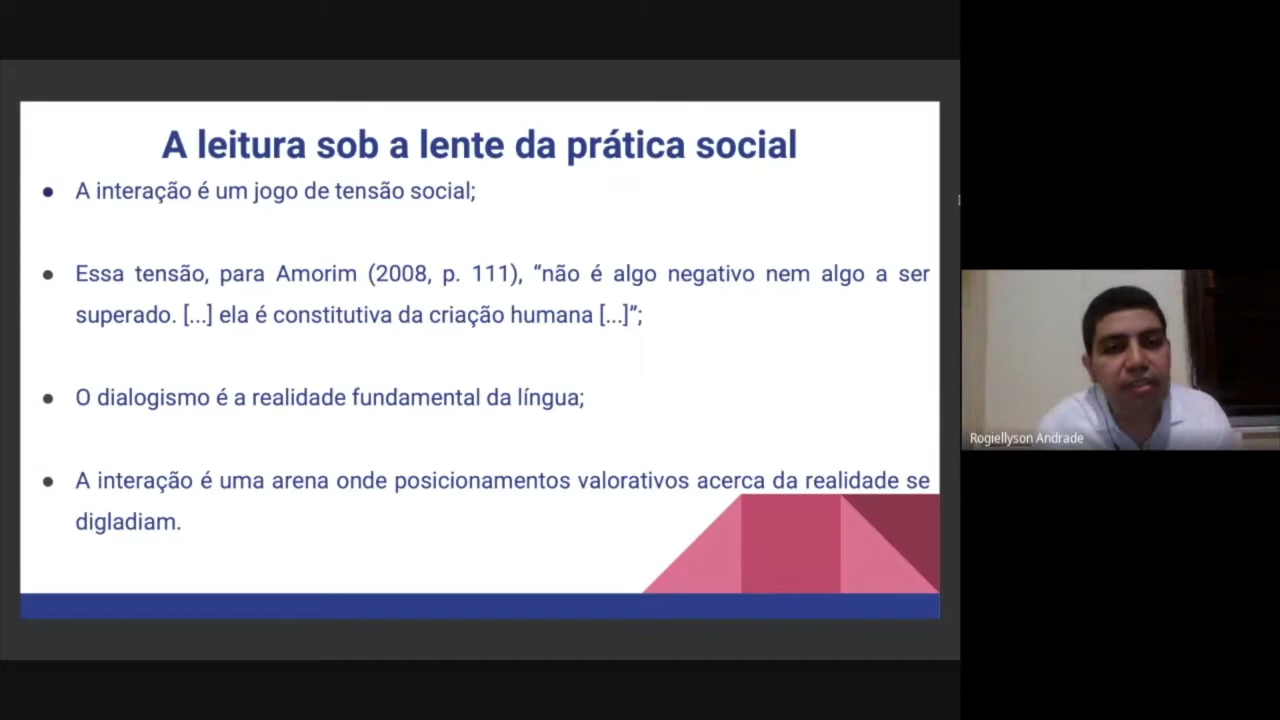 A leitura sob a lente da prática social
● A interação é um jogo de tensão social;
● Essa tensão, para Amorim (2008, p. 111), “não é algo negativo nem algo a ser
superado. [...] ela é constitutiva da criação humana [...]”;
● O dialogismo é a realidade fundamental da língua;
● A interação é uma arena onde posicionamentos valorativos acerca da realidade se
digladiam.
Rogiellyson Andrade